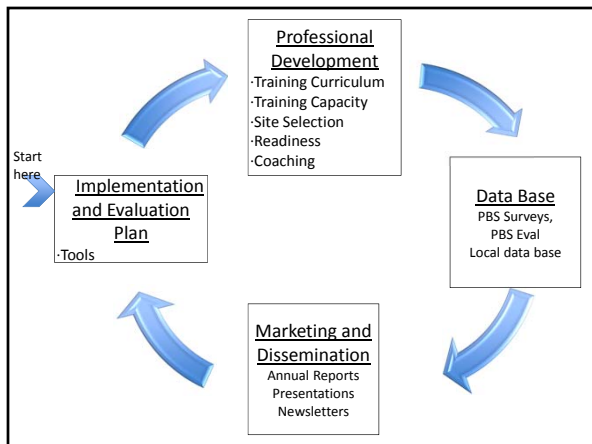 Start
here
Implementation
and Evaluation
Plan
·Tools
Professional
Development
·Training Curriculum
·Training Capacity
·Site Selection
·Readiness
·Coaching
Data Base
PBS Surveys,
PBS Eval
Local data base
Marketing and
Dissemination
Annual Reports
Presentations
Newsletters